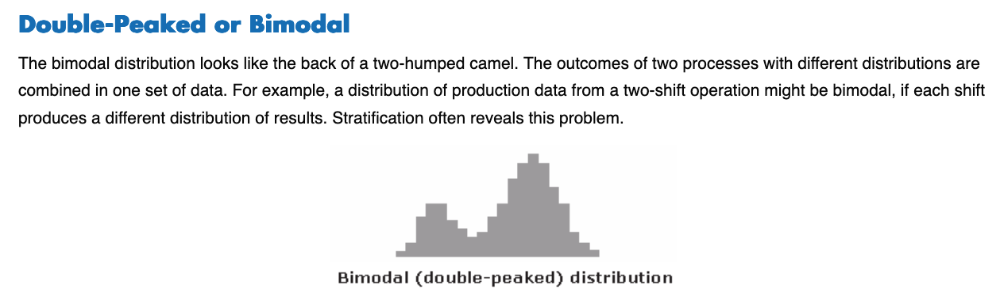 Double-Peaked or Bimodal
The bimodal distribution looks like the back of a two-humped camel. The outcomes of two processes with different distributions are
combined in one set of data. For example, a distribution of production data from a two-shift operation might be bimodal, if each shift
produces a different distribution of results. Stratification often reveals this problem.
Bimodal (double-peaked) distribution